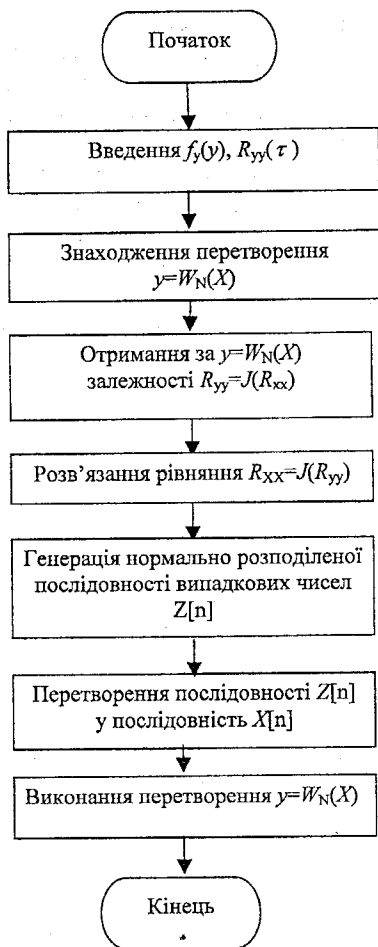 Початок
Введення fy(y), Ryy(τ)
Знаходження перетворення
y=WN(X)
Отримання за y=WN(X)
залежності Ryy=J(Rxx)
Розв’язання рівняння RXX=J(Ryy)
Генерація нормально розподіленої
послідовності випадкових чисел
Z[n]
Перетворення послідовності Z[n]
у послідовність X[n]
Виконання перетворення y=WN(X)
Кінець